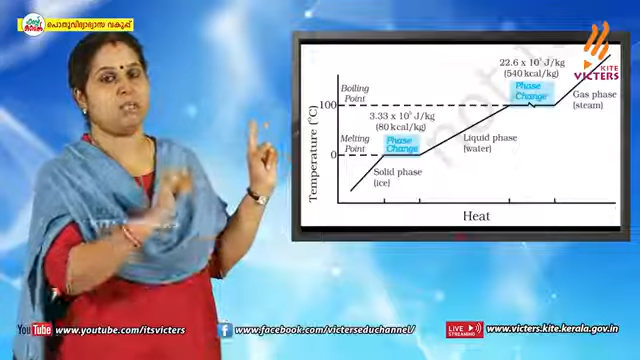 പൊതുവിദ്യാഭ്യാസ വകുപ്പ്
KITE
VICTERS
22.6 x 10⁵ J/kg
(540 kcal/kg)
Phase
Change
Gas phase
(steam)
Boiling
Point
100
3.33 x 10⁵ J/kg
(80 kcal/kg)
Phase
Change
Liquid phase
(water)
Melting
Point
0
Solid phase
(ice)
Temperature (°C)
Heat
not
YouTube www.youtube.com/itsvicters
f www.facebook.com/victerseduchannel/
LIVE STREAMING www.victers.kite.kerala.gov.in